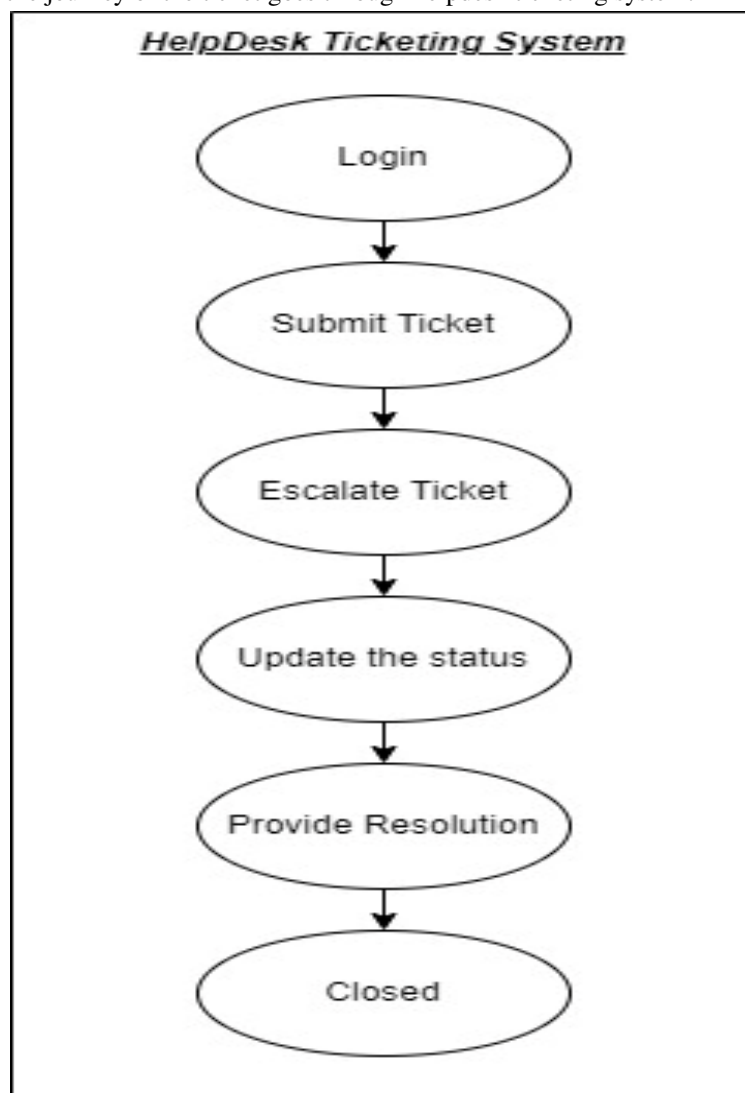 HelpDesk Ticketing System
Login
Submit Ticket
Escalate Ticket
Update the status
Provide Resolution
Closed